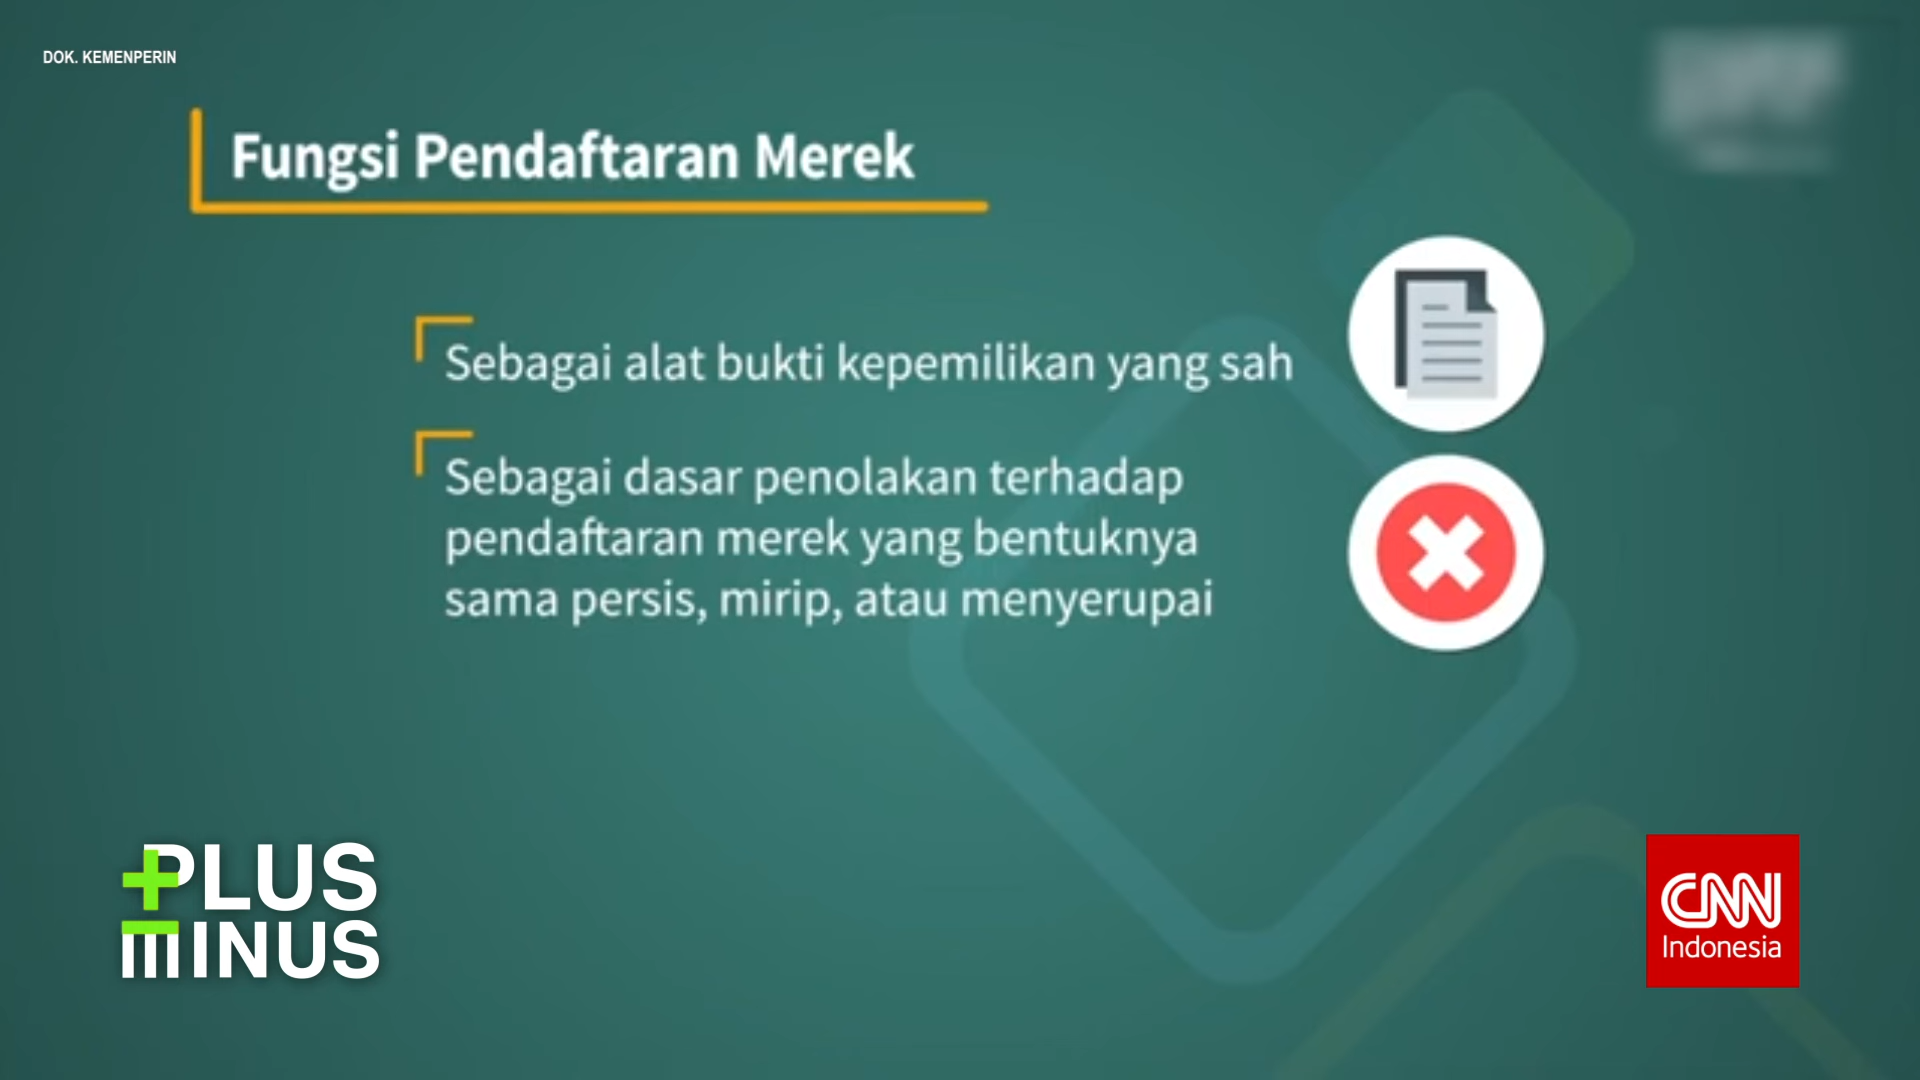 DOK. KEMENPERIN
Fungsi Pendaftaran Merek
Sebagai alat bukti kepemilikan yang sah
Sebagai dasar penolakan terhadap
pendaftaran merek yang bentuknya
sama persis, mirip, atau menyerupai
PLUS
MINUS
CNN
Indonesia